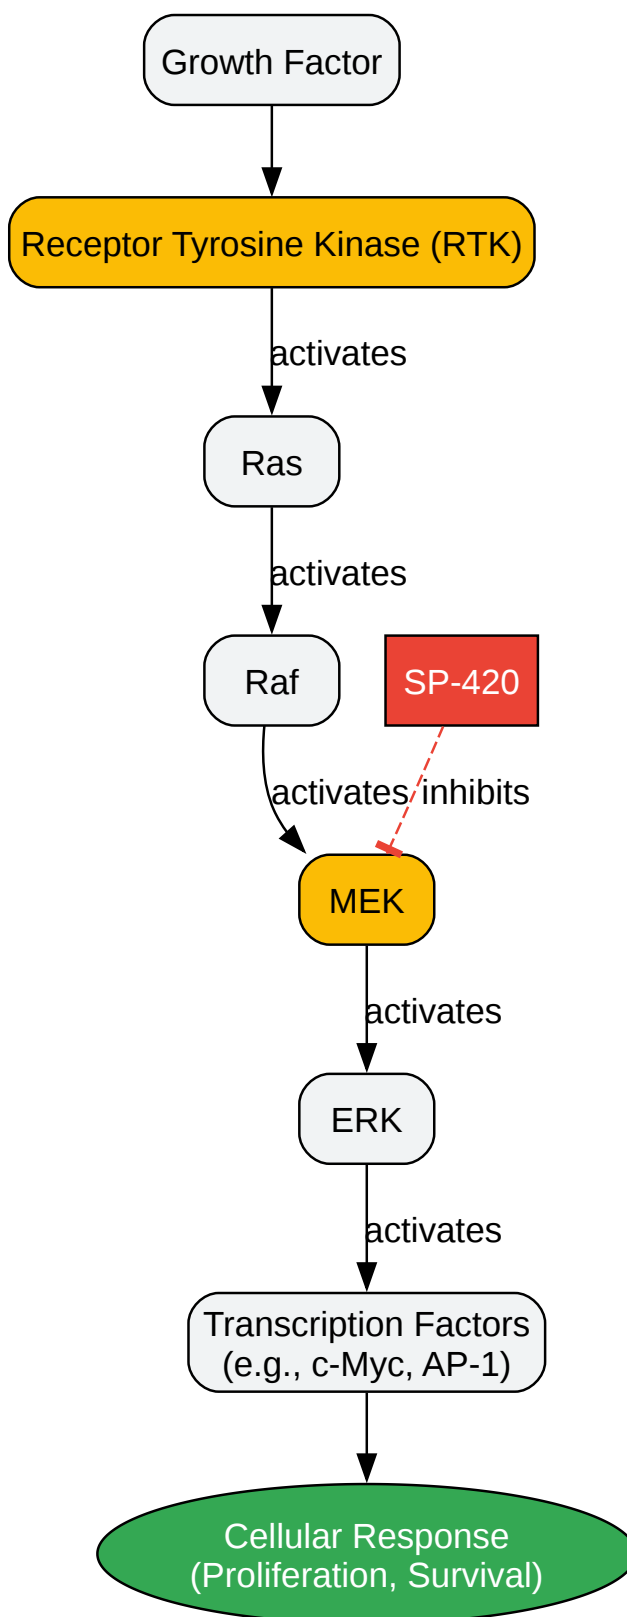 Growth Factor
Receptor Tyrosine Kinase (RTK)
activates
Ras
activates
Raf
SP-420
activates
inhibits
MEK
activates
ERK
activates
Transcription Factors
(e.g., c-Myc, AP-1)
Cellular Response
(Proliferation, Survival)